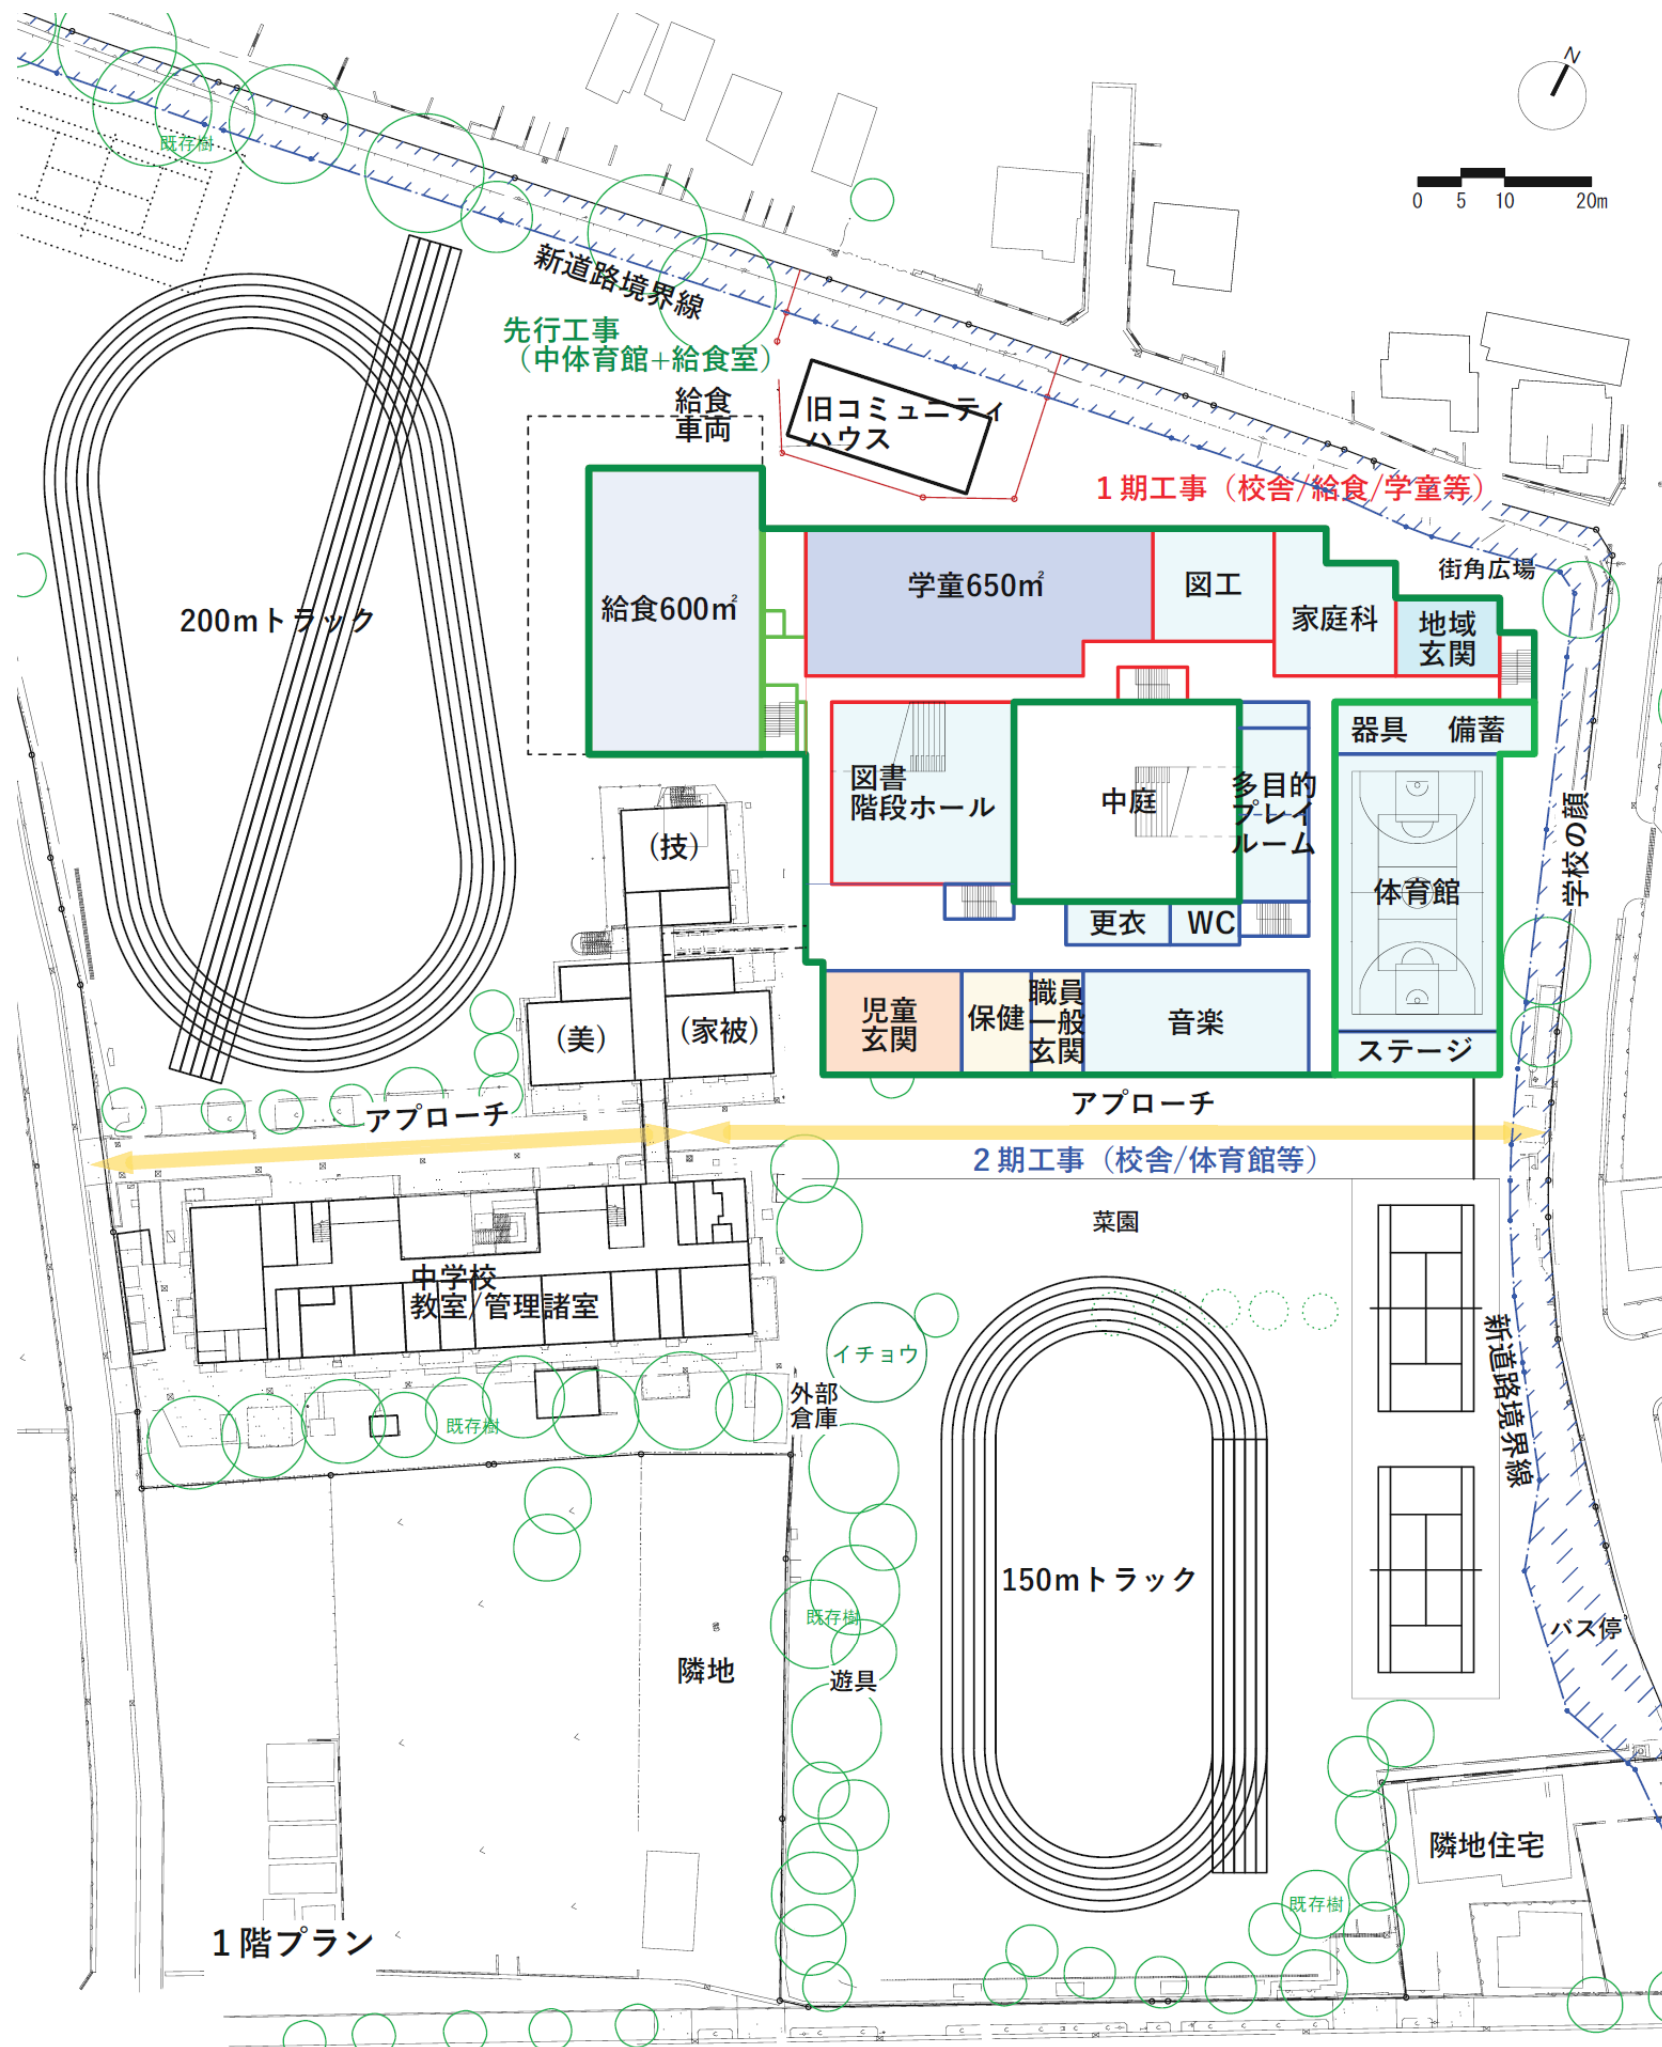 N
0 5 10 20m
既存樹
新道路境界線
先行工事
（中体育館+給食室）
給食
車両
旧コミュニティ
ハウス
１期工事（校舎/給食/学童等）
街角広場
200mトラック
給食600㎡
学童650㎡
図工
家庭科
地域
玄関
器具 備蓄
図書
階段ホール
中庭
多目的
プレイ
ルーム
体育館
学校の顔
(技)
更衣
WC
(美)
(家被)
児童
玄関
保健
職員
一般
玄関
音楽
ステージ
アプローチ
アプローチ
２期工事（校舎/体育館等）
菜園
中学校
教室/管理諸室
イチョウ
新道路境界線
外部
倉庫
既存樹
150mトラック
既存樹
バス停
隣地
遊具
隣地住宅
既存樹
１階プラン